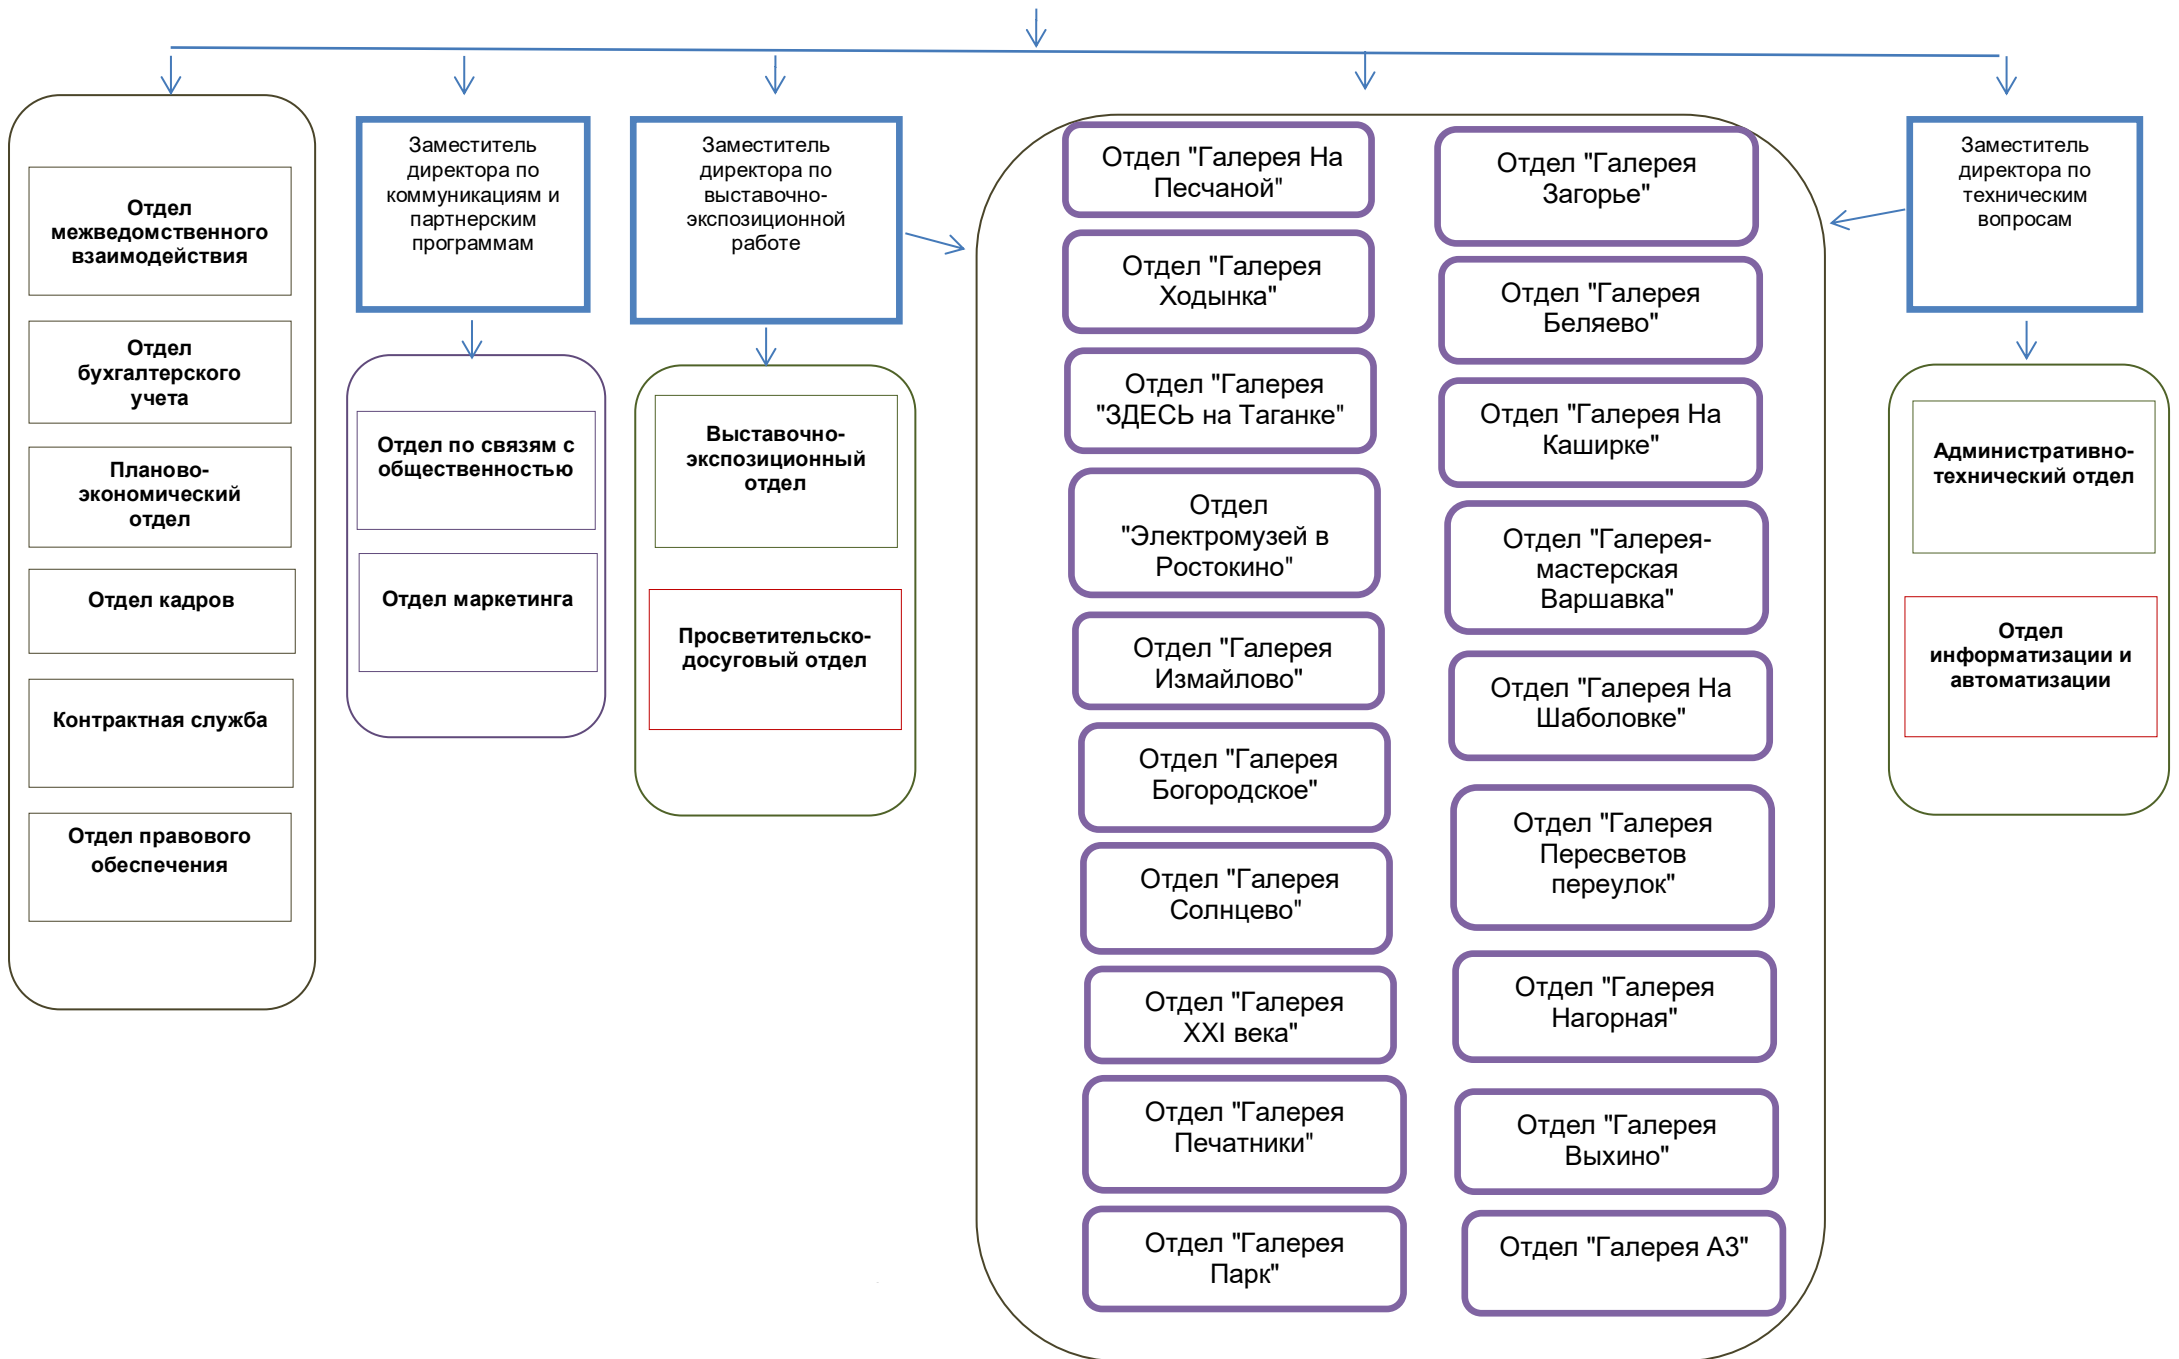 Отдел
межведомственного
взаимодействия
Отдел
бухгалтерского
учета
Планово-
экономический
отдел
Отдел кадров
Контрактная служба
Отдел правового
обеспечения
Заместитель
директора по
коммуникациям и
партнерским
программам
Отдел по связям с
общественностью
Отдел маркетинга
Заместитель
директора по
выставочно-
экспозиционной
работе
Выставочно-
экспозиционный
отдел
Просветительско-
досуговый отдел
Отдел "Галерея На
Песчаной"
Отдел "Галерея
Ходынка"
Отдел "Галерея
"ЗДЕСЬ на Таганке"
Отдел
"Электромузей в
Ростокино"
Отдел "Галерея
Измайлово"
Отдел "Галерея
Богородское"
Отдел "Галерея
Солнцево"
Отдел "Галерея
XXI века"
Отдел "Галерея
Печатники"
Отдел "Галерея
Парк"
Отдел "Галерея
Загорье"
Отдел "Галерея
Беляево"
Отдел "Галерея На
Каширке"
Отдел "Галерея-
мастерская
Варшавка"
Отдел "Галерея На
Шаболовке"
Отдел "Галерея
Пересветов
переулок"
Отдел "Галерея
Нагорная"
Отдел "Галерея
Выхино"
Отдел "Галерея А3"
Заместитель
директора по
техническим
вопросам
Административно-
технический отдел
Отдел
информатизации и
автоматизации